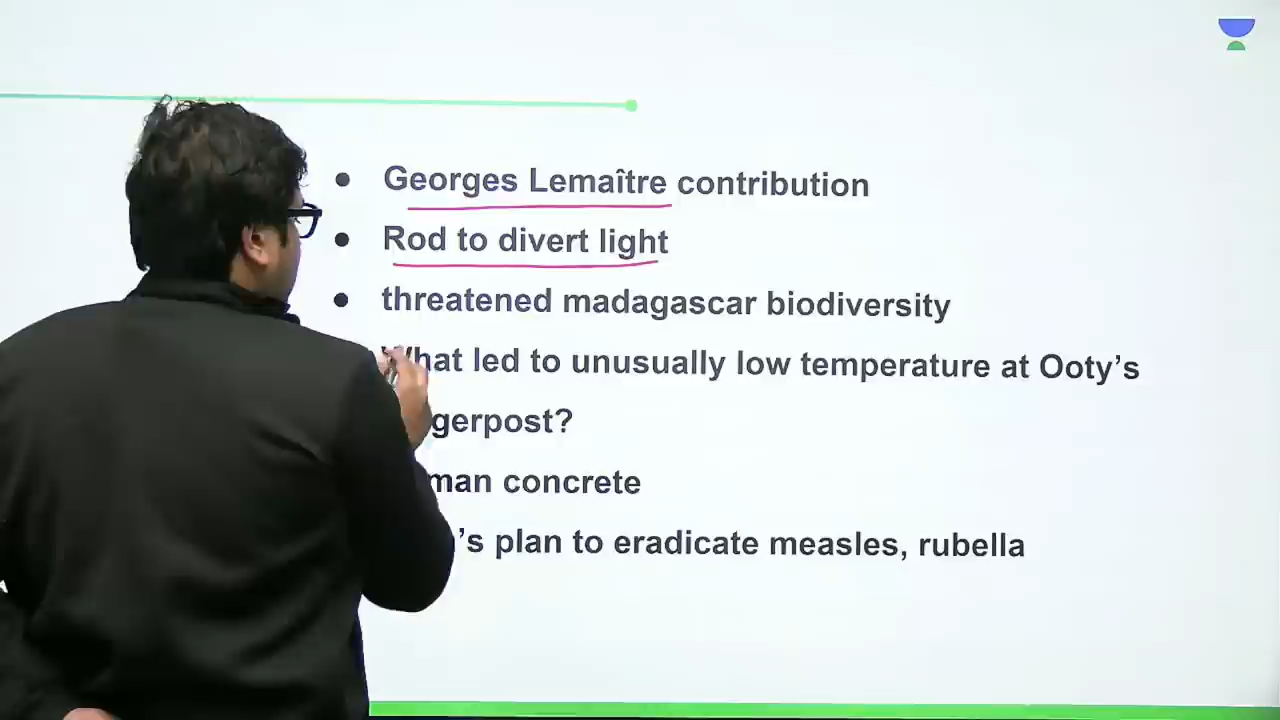 Georges Lemaître contribution
Rod to divert light
threatened madagascar biodiversity
What led to unusually low temperature at Ooty’s
gerpost?
man concrete
’s plan to eradicate measles, rubella